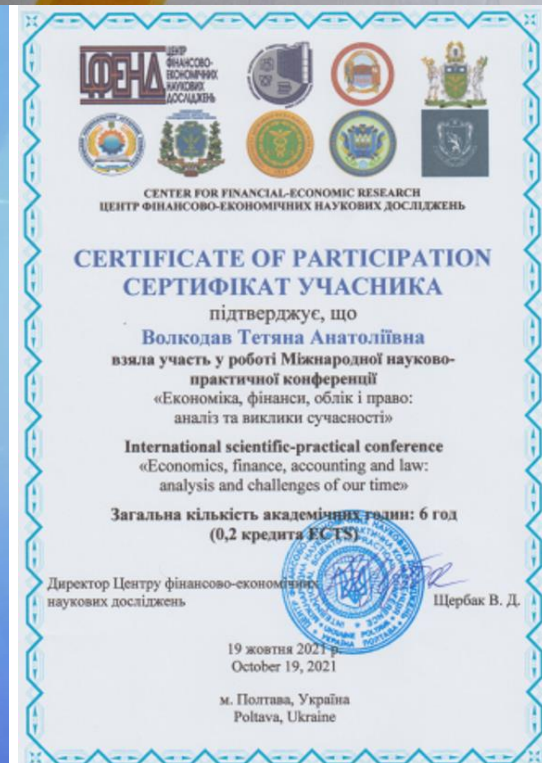 ЦФЕНД
ЦЕНТР
ФІНАНСОВО-
ЕКОНОМІЧНИХ
НАУКОВИХ
ДОСЛІДЖЕНЬ
CENTER FOR FINANCIAL-ECONOMIC RESEARCH
ЦЕНТР ФІНАНСОВО-ЕКОНОМІЧНИХ НАУКОВИХ ДОСЛІДЖЕНЬ
CERTIFICATE OF PARTICIPATION
СЕРТИФІКАТ УЧАСНИКА
підтверджує, що
Волкодав Тетяна Анатоліївна
взяла участь у роботі Міжнародної науково-
практичної конференції
«Економіка, фінанси, облік і право:
аналіз та виклики сучасності»
International scientific-practical conference
«Economics, finance, accounting and law:
analysis and challenges of our time»
Загальна кількість академічних годин: 6 год
(0,2 кредита ECTS)
Директор Центру фінансово-економічних
наукових досліджень
Щербак В. Д.
19 жовтня 2021 р.
October 19, 2021
м. Полтава, Україна
Poltava, Ukraine